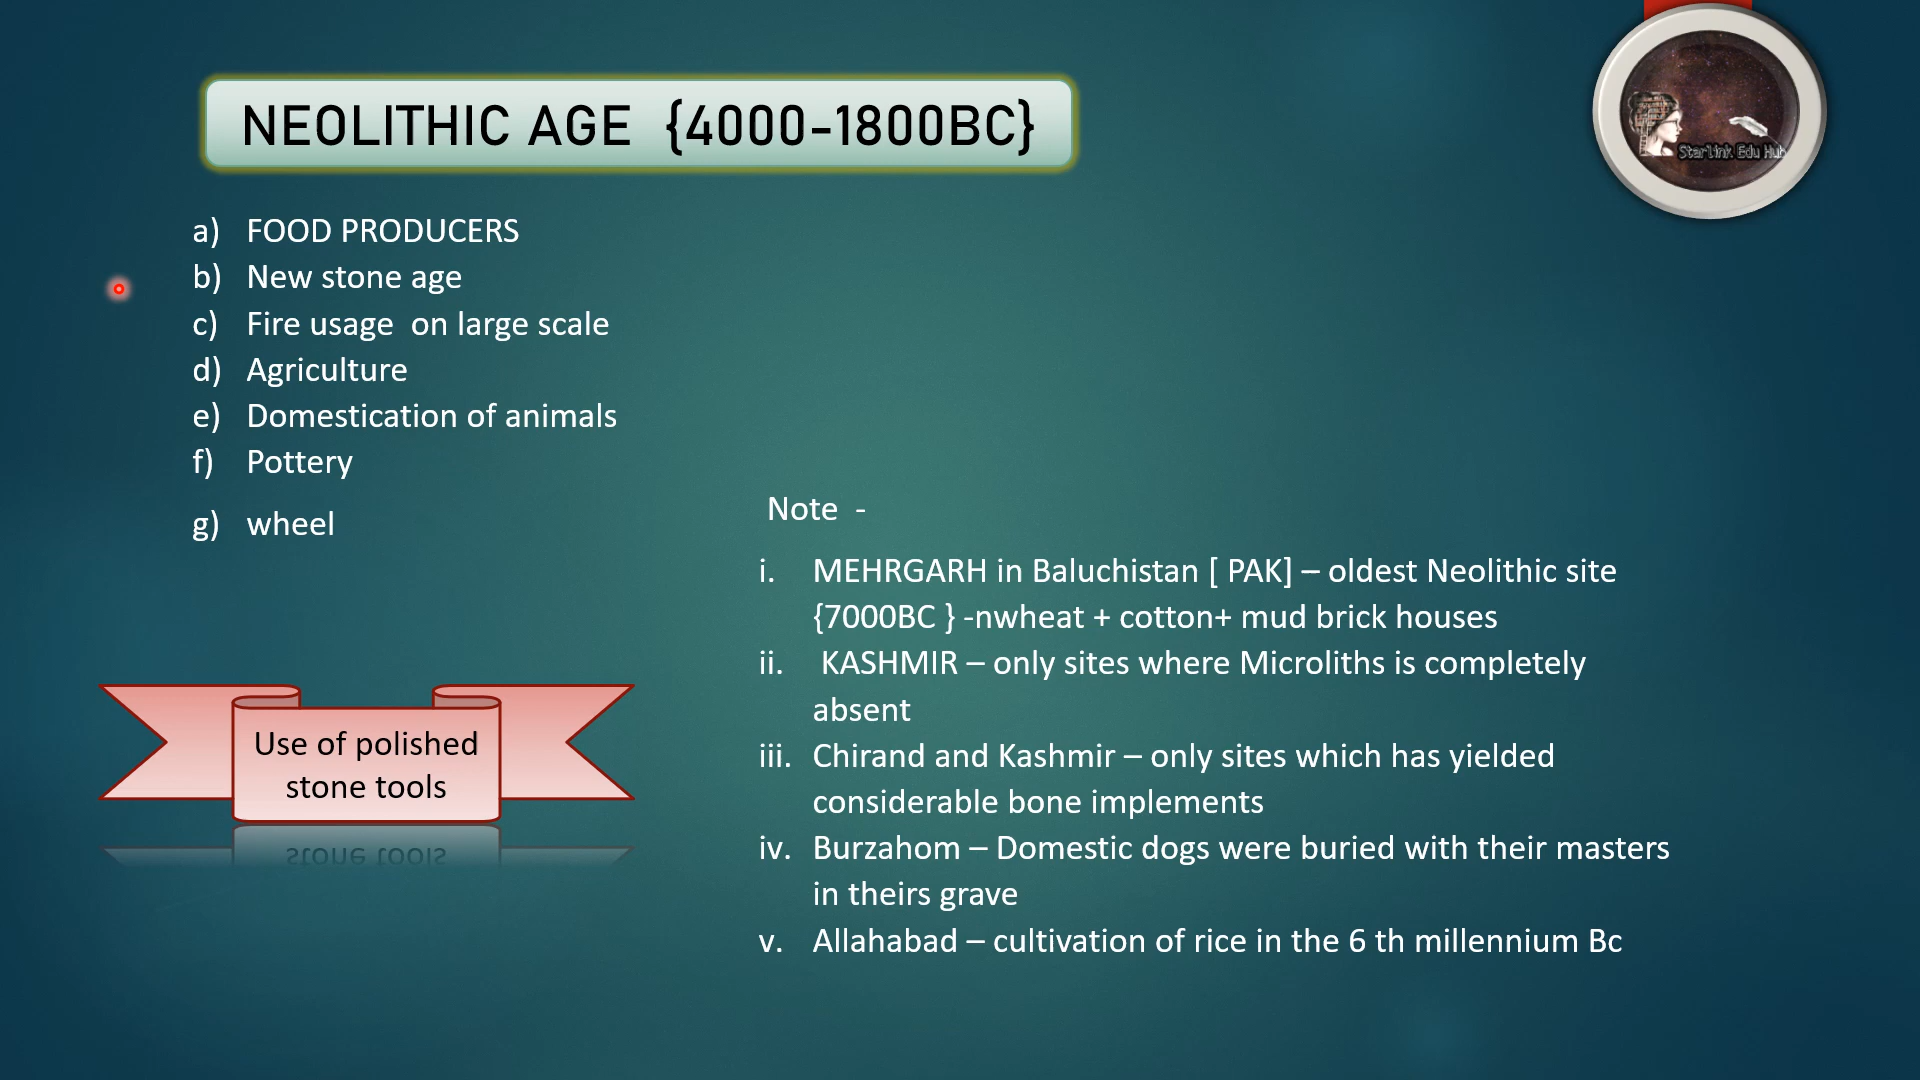 NEOLITHIC AGE {4000-1800BC}
Starlink Edu Hub
a) FOOD PRODUCERS
b) New stone age
c) Fire usage on large scale
d) Agriculture
e) Domestication of animals
f) Pottery
g) wheel
Note -
i. MEHRGARH in Baluchistan [ PAK] – oldest Neolithic site
{7000BC } -nwheat + cotton+ mud brick houses
ii. KASHMIR – only sites where Microliths is completely
absent
iii. Chirand and Kashmir – only sites which has yielded
considerable bone implements
iv. Burzahom – Domestic dogs were buried with their masters
in theirs grave
v. Allahabad – cultivation of rice in the 6 th millennium Bc
Use of polished
stone tools